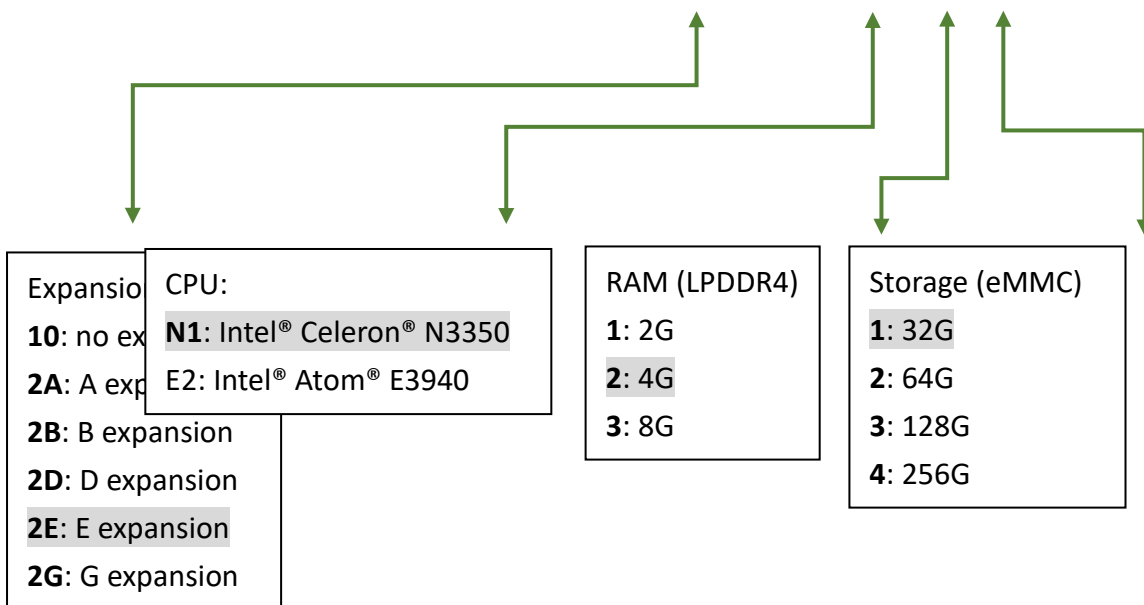 Expansio
10: no ex
2A: A exp
2B: B expansion
2D: D expansion
2E: E expansion
2G: G expansion
CPU:
N1: Intel® Celeron® N3350
E2: Intel® Atom® E3940
RAM (LPDDR4)
1: 2G
2: 4G
3: 8G
Storage (eMMC)
1: 32G
2: 64G
3: 128G
4: 256G